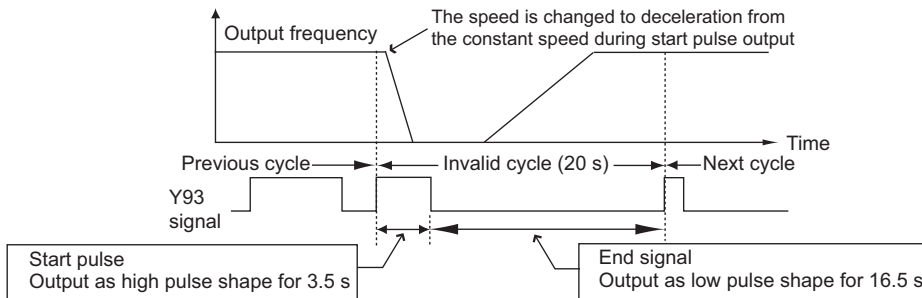 Output frequency
The speed is changed to deceleration from
the constant speed during start pulse output
Time
Previous cycle
Invalid cycle (20 s)
Next cycle
Y93
signal
Start pulse
Output as high pulse shape for 3.5 s
End signal
Output as low pulse shape for 16.5 s